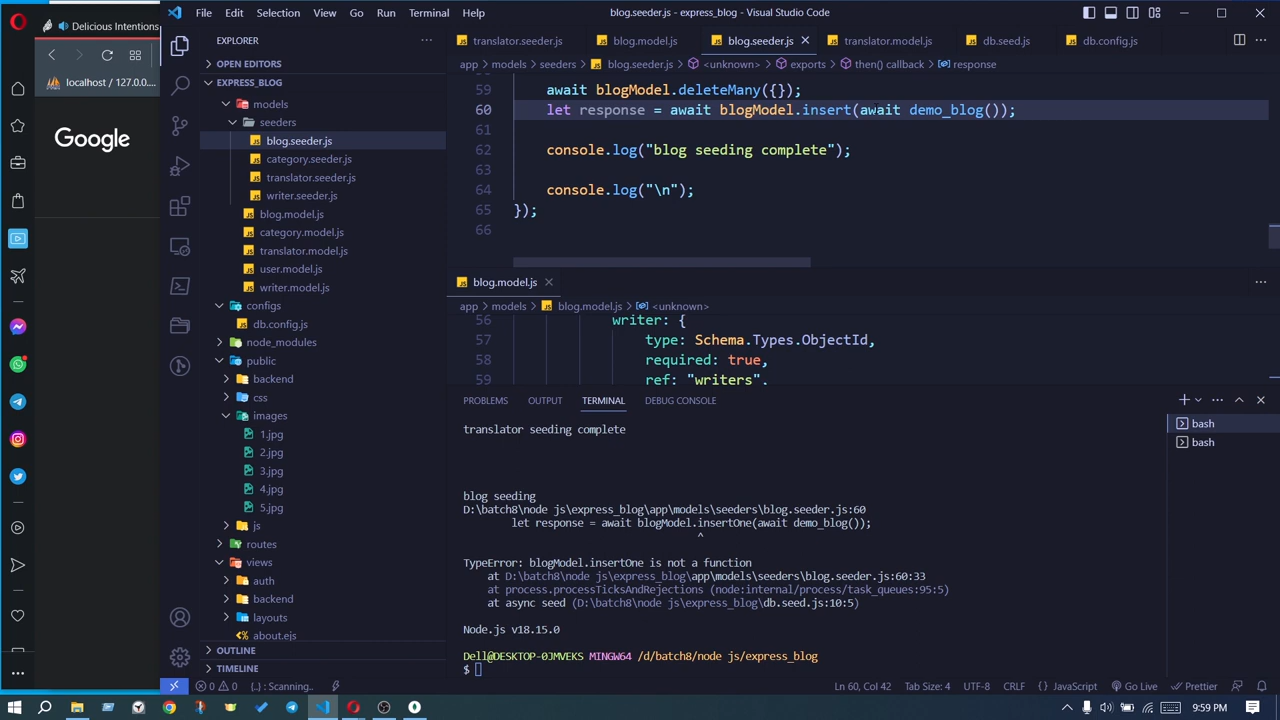 Delicious Intentions
localhost / 127.0.0....
Google
File Edit Selection View Go Run Terminal Help
blog.seeder.js - express_blog - Visual Studio Code
EXPLORER
OPEN EDITORS
EXPRESS_BLOG
models
seeders
blog.seeder.js
category.seeder.js
translator.seeder.js
writer.seeder.js
blog.model.js
category.model.js
translator.model.js
user.model.js
writer.model.js
configs
db.config.js
node_modules
public
backend
css
images
1.jpg
2.jpg
3.jpg
4.jpg
5.jpg
js
routes
views
auth
backend
layouts
about.ejs
OUTLINE
TIMELINE
translator.seeder.js blog.model.js blog.seeder.js translator.model.js db.seed.js db.config.js
app > models > seeders > blog.seeder.js > <unknown> > exports > then() callback > response
59 await blogModel.deleteMany({});
60 let response = await blogModel.insert(await demo_blog());
61
62 console.log("blog seeding complete");
63
64 console.log("\n");
65 });
66
blog.model.js
app > models > blog.model.js > <unknown>
56 writer: {
57 type: Schema.Types.ObjectId,
58 required: true,
59 ref: "writers",
PROBLEMS OUTPUT TERMINAL DEBUG CONSOLE
bash
bash
translator seeding complete
blog seeding
D:\batch8\node js\express_blog\app\models\seeders\blog.seeder.js:60
let response = await blogModel.insertOne(await demo_blog());
^
TypeError: blogModel.insertOne is not a function
at D:\batch8\node js\express_blog\app\models\seeders\blog.seeder.js:60:33
at process.processTicksAndRejections (node:internal/process/task_queues:95:5)
at async seed (D:\batch8\node js\express_blog\db.seed.js:10:5)
Node.js v18.15.0
Dell@DESKTOP-0JMVEKS MINGW64 /d/batch8/node js/express_blog
$
0 0 {..} : Scanning.. Ln 60, Col 42 Tab Size: 4 UTF-8 CRLF {} JavaScript Go Live Prettier
9:59 PM